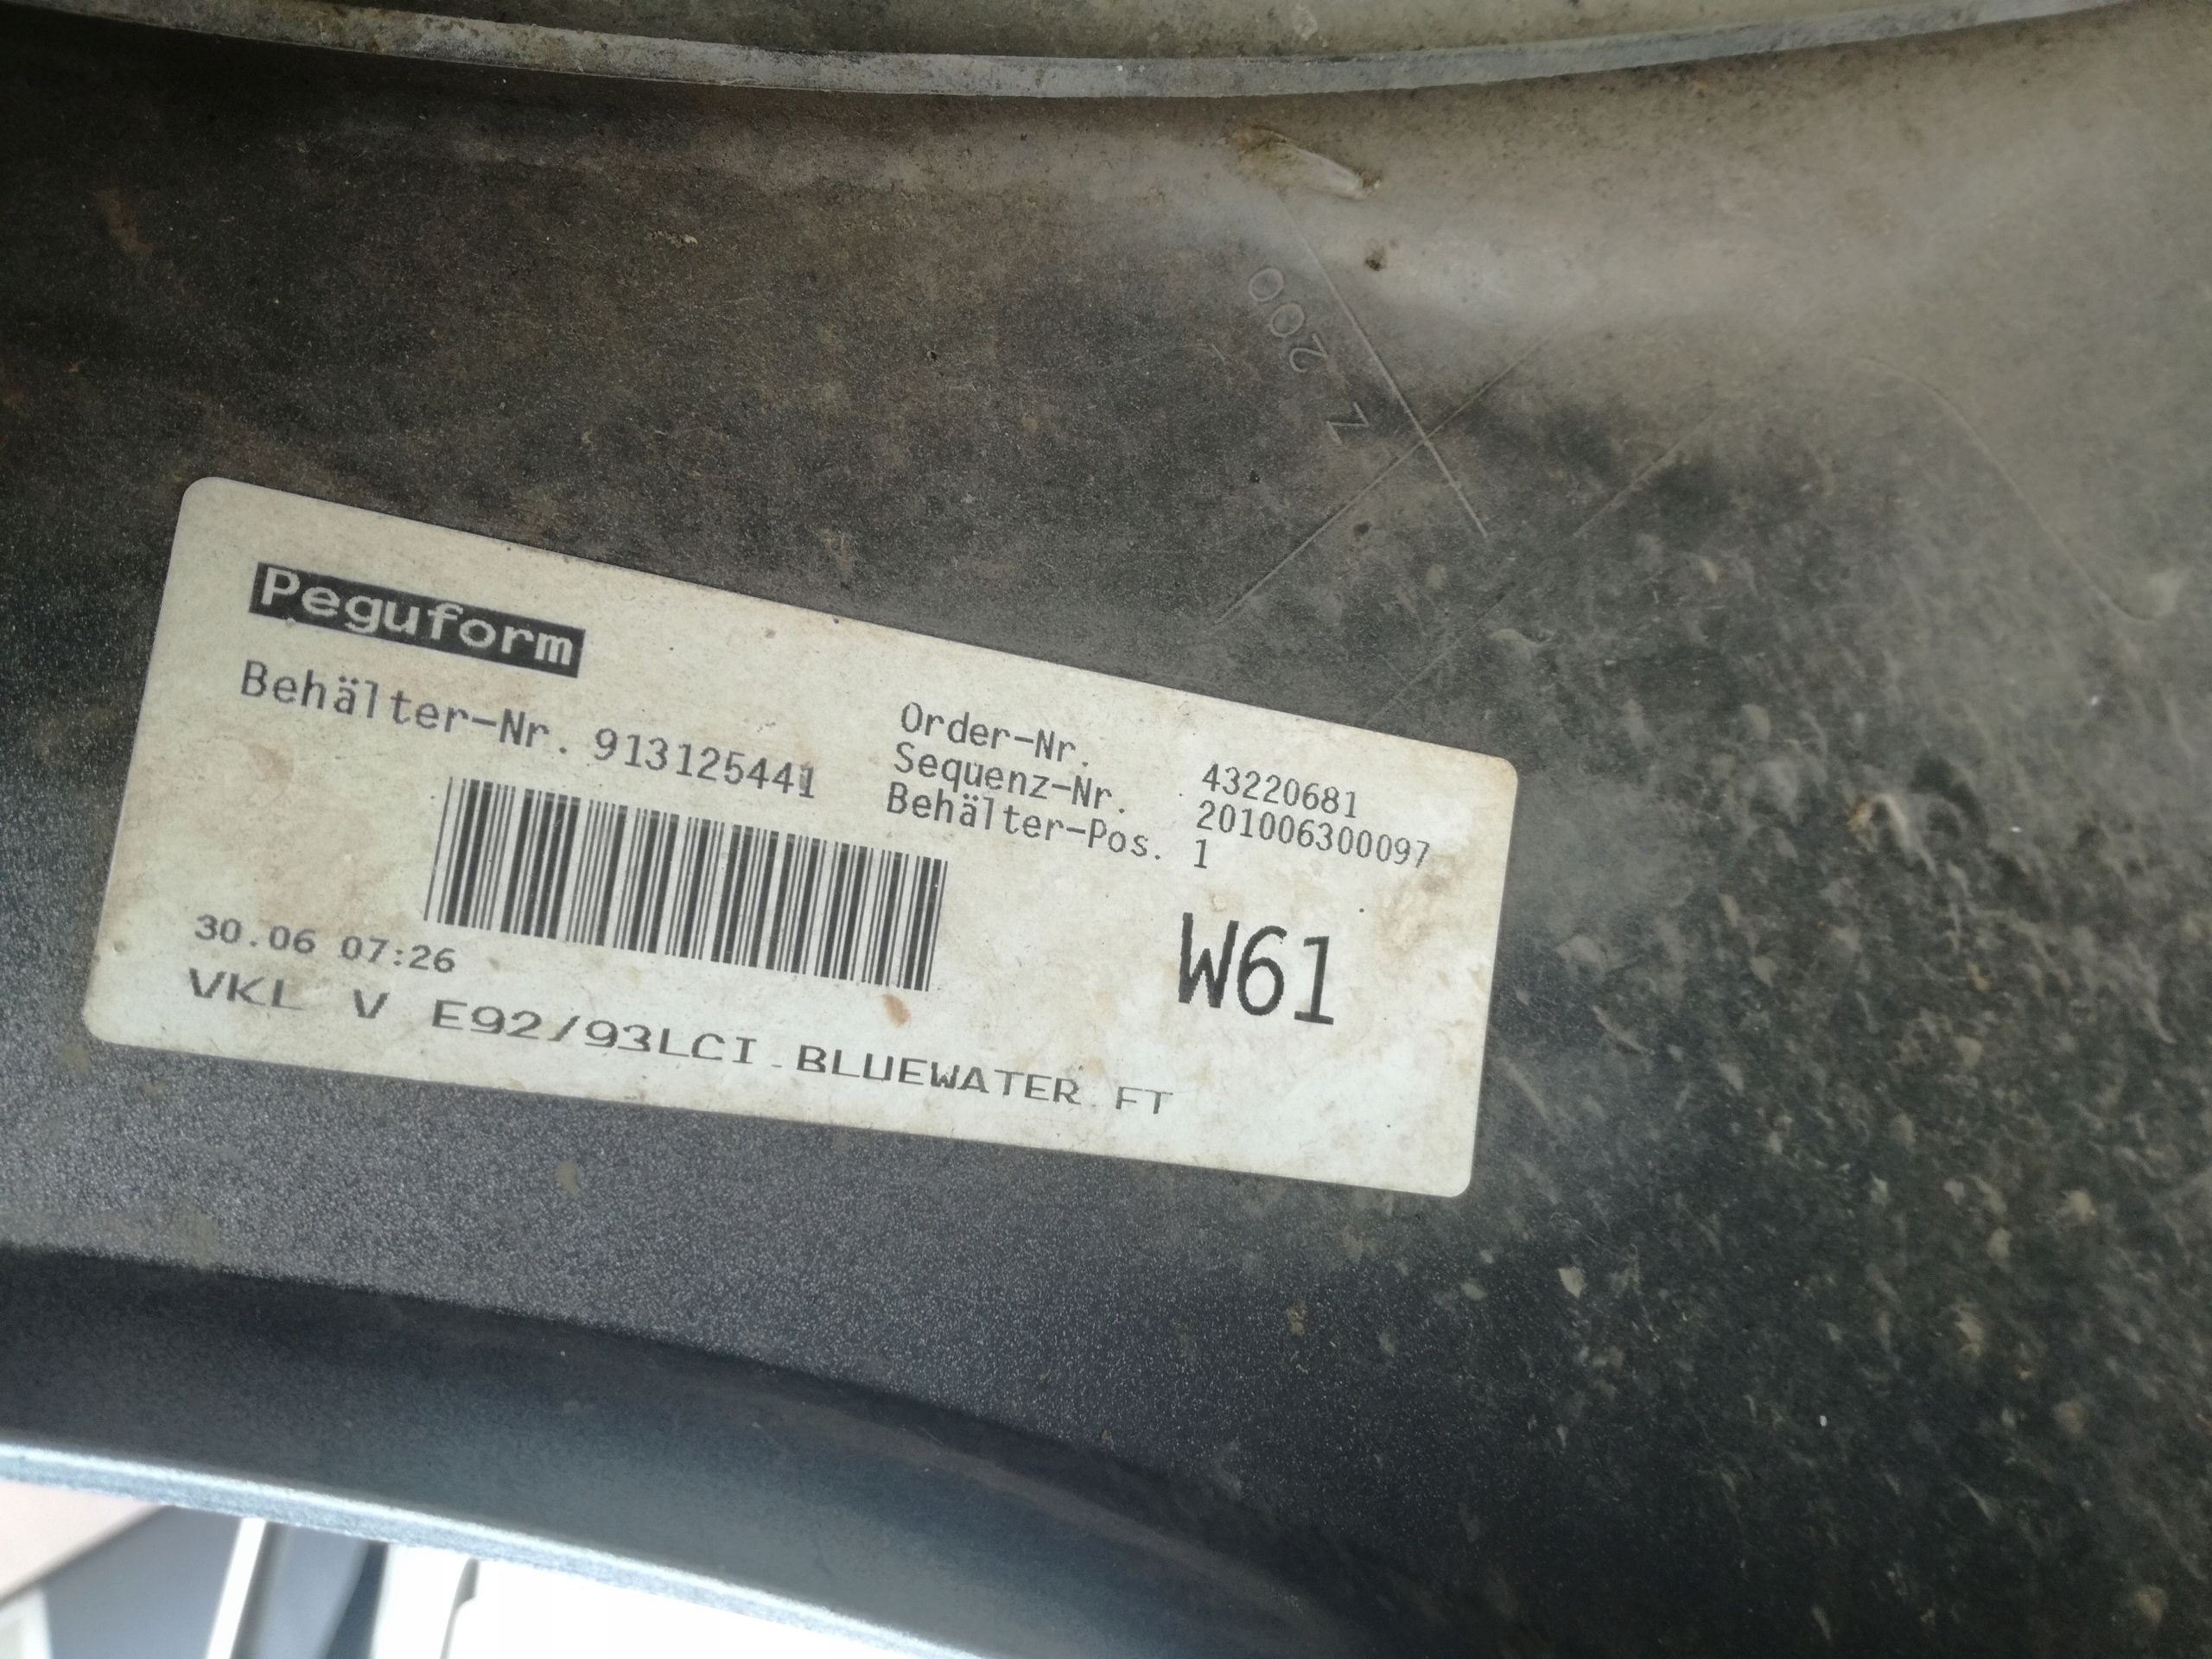 Z 200
Peguform
Behälter-Nr. 913125441
Order-Nr. 43220681
Sequenz-Nr. 201006300097
Behälter-Pos. 1
W61
30.06 07:26
VKL V E92/93LCI BLUEWATER FT